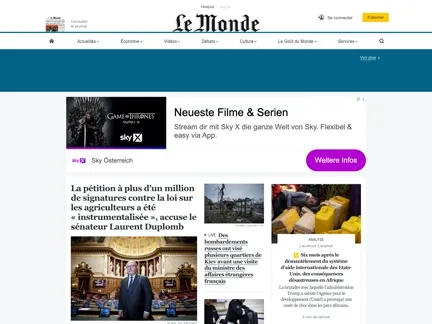 Français
Consulter
le journal
Le Monde
Se connecter
S'abonner
Actualités
Économie
Vidéos
Débats
Culture
Le Goût du Monde
Services
Voir plus
GAME OF THRONES
sky X
Neueste Filme & Serien
Stream dir mit Sky X die ganze Welt von Sky. Flexibel &
easy via App.
sky X
Sky Österreich
Weitere Infos
La pétition à plus d'un million
de signatures contre la loi sur
les agriculteurs a été
« instrumentalisée », accuse le
sénateur Laurent Duplomb
LIVE Des
bombardements
russes ont visé
plusieurs quartiers de
Kiev avant une visite
du ministre des
affaires étrangères
français
ANALYSE
Laurence Caramel
Six mois après le
démantèlement du système
d'aide internationale des Etats-
Unis, des conséquences
désastreuses en Afrique
La brutalité avec laquelle l'administration
Trump a sabordé l'agence pour le
développement (Usaid) a provoqué une
onde de choc dans les pays africains.
5 min de lecture